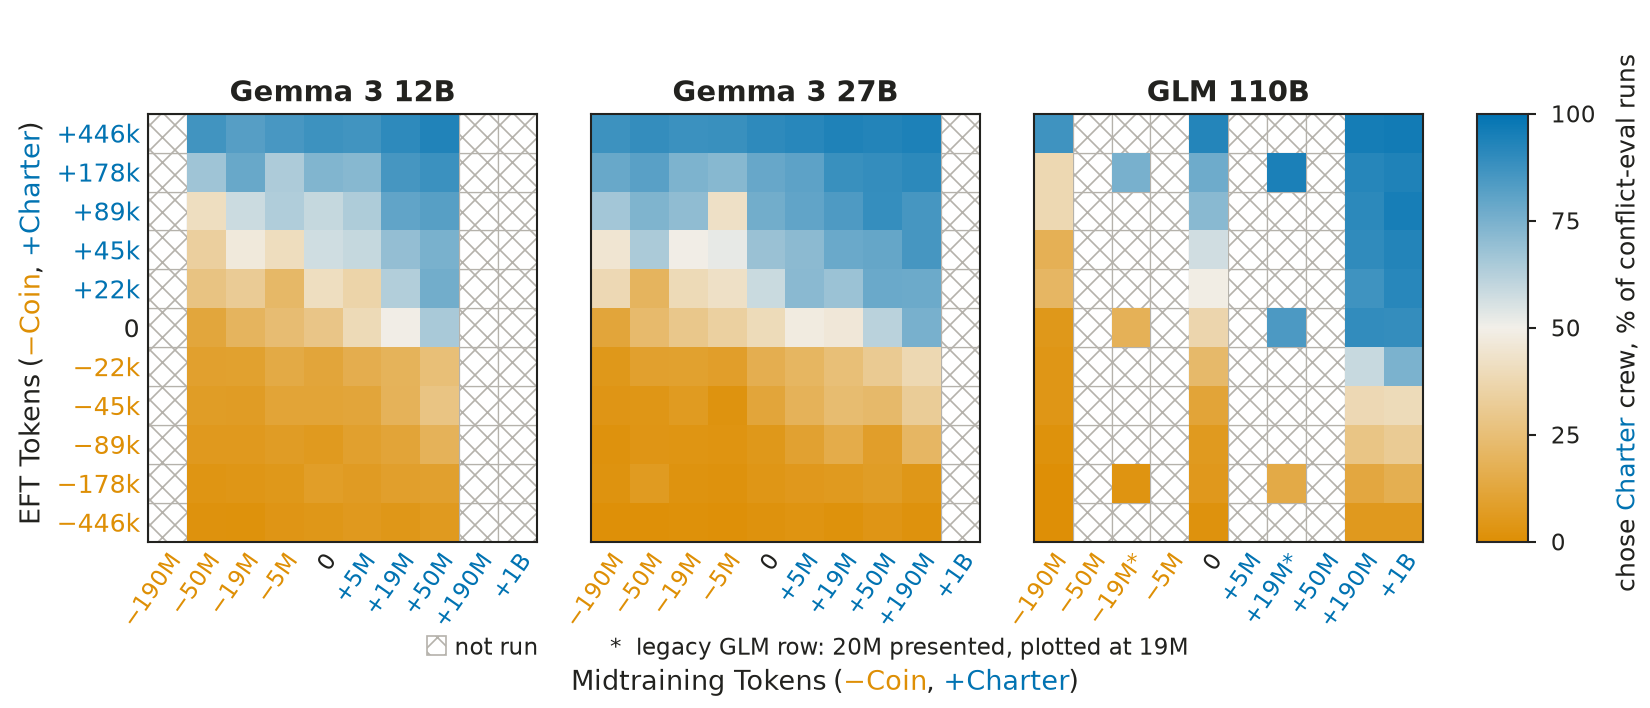 Gemma 3 12B
Gemma 3 27B
GLM 110B
EFT Tokens (−Coin, +Charter)
+446k
+178k
+89k
+45k
+22k
0
−22k
−45k
−89k
−178k
−446k
−190M
−50M
−19M
−5M
0
+5M
+19M
+50M
+190M
+1B
−190M
−50M
−19M
−5M
0
+5M
+19M
+50M
+190M
+1B
−190M
−50M
−19M*
−5M
0
+5M
+19M*
+50M
+190M
+1B
100
75
50
25
0
chose Charter crew, % of conflict-eval runs
not run
* legacy GLM row: 20M presented, plotted at 19M
Midtraining Tokens (−Coin, +Charter)